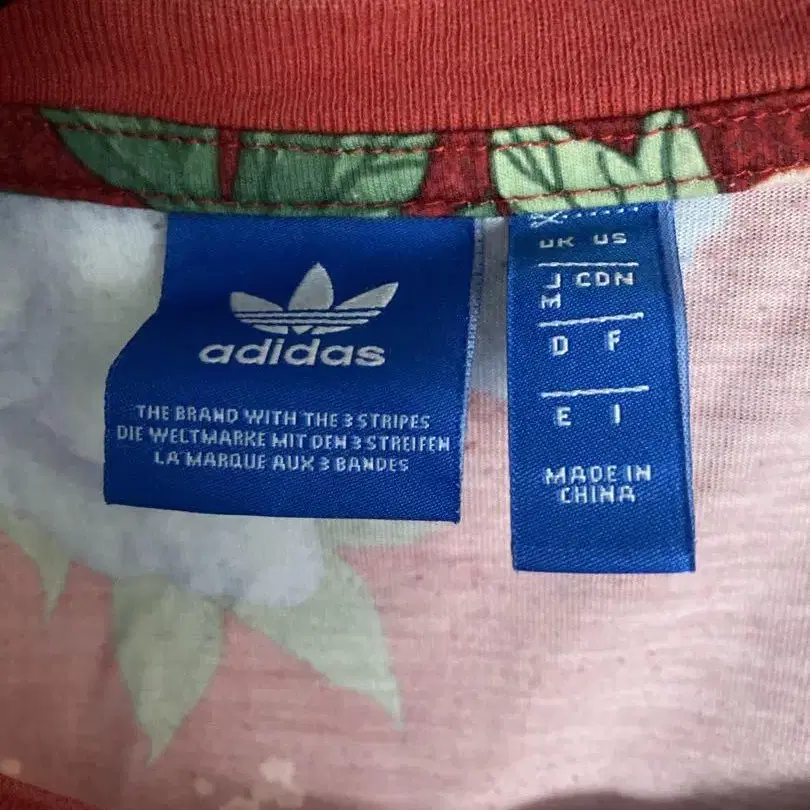 adidas
THE BRAND WITH THE 3 STRIPES
DIE WELTMARKE MIT DEN 3 STREIFEN
LA MARQUE AUX 3 BANDES
UK US
J CDN
M
D F
E I
MADE IN
CHINA